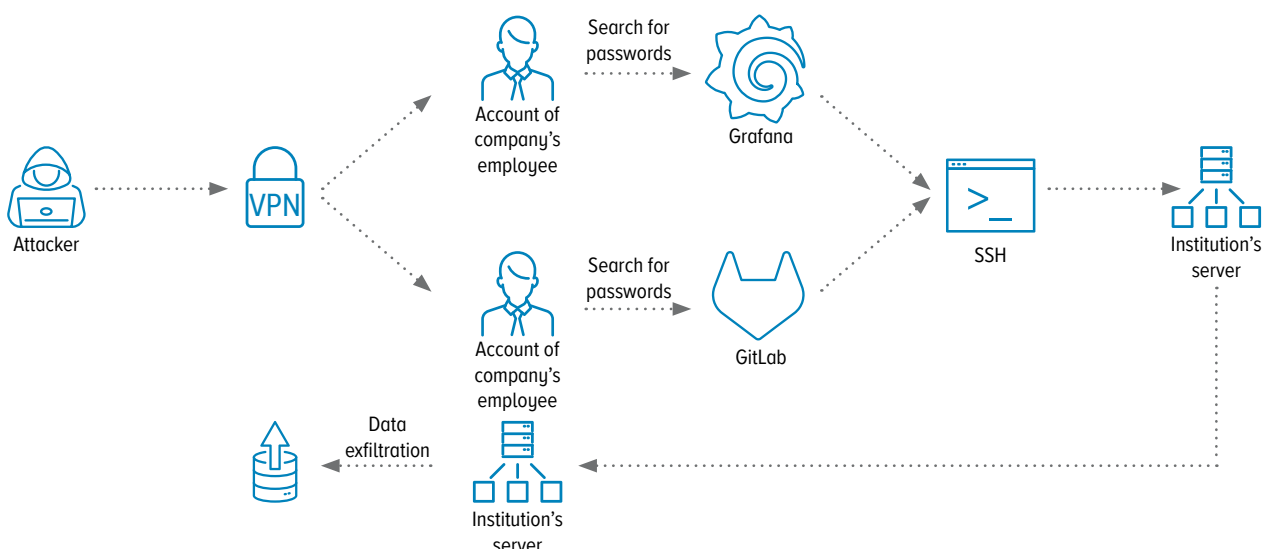 Search for
passwords
Account of
company's
employee
Grafana
Attacker
VPN
>_
SSH
Institution's
server
Search for
passwords
Account of
company's
employee
GitLab
Data
exfiltration
Institution's
server